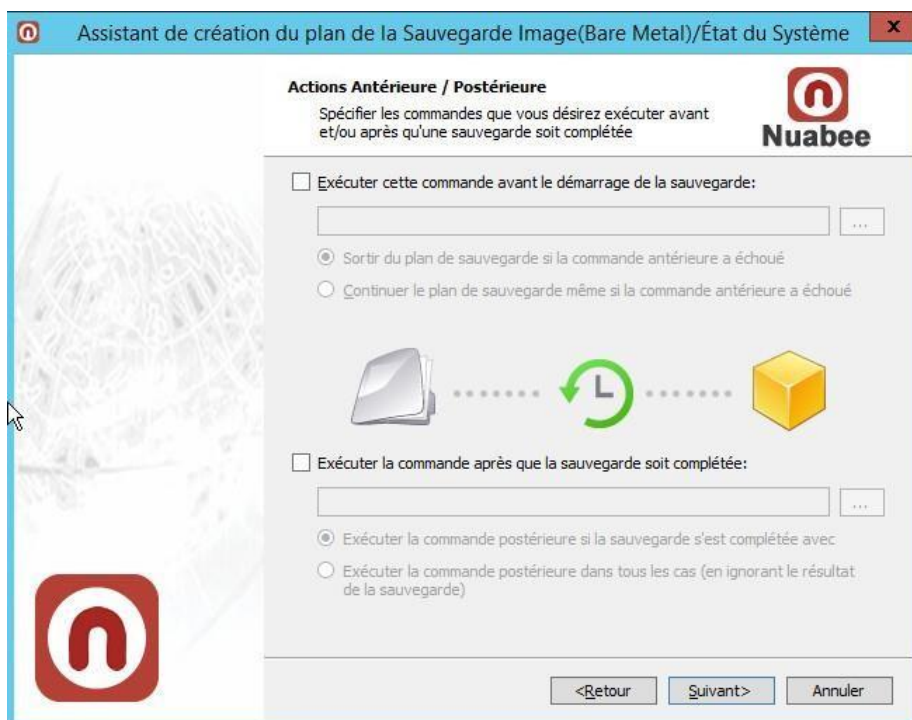 Assistant de création du plan de la Sauvegarde Image(Bare Metal)/État du Système
x
Actions Antérieure / Postérieure
Spécifier les commandes que vous désirez exécuter avant
et/ou après qu'une sauvegarde soit complétée
Nuabee
Exécuter cette commande avant le démarrage de la sauvegarde:
...
Sortir du plan de sauvegarde si la commande antérieure a échoué
Continuer le plan de sauvegarde même si la commande antérieure a échoué
Exécuter la commande après que la sauvegarde soit complétée:
...
Exécuter la commande postérieure si la sauvegarde s'est complétée avec
Exécuter la commande postérieure dans tous les cas (en ignorant le résultat
de la sauvegarde)
<Retour Suivant> Annuler